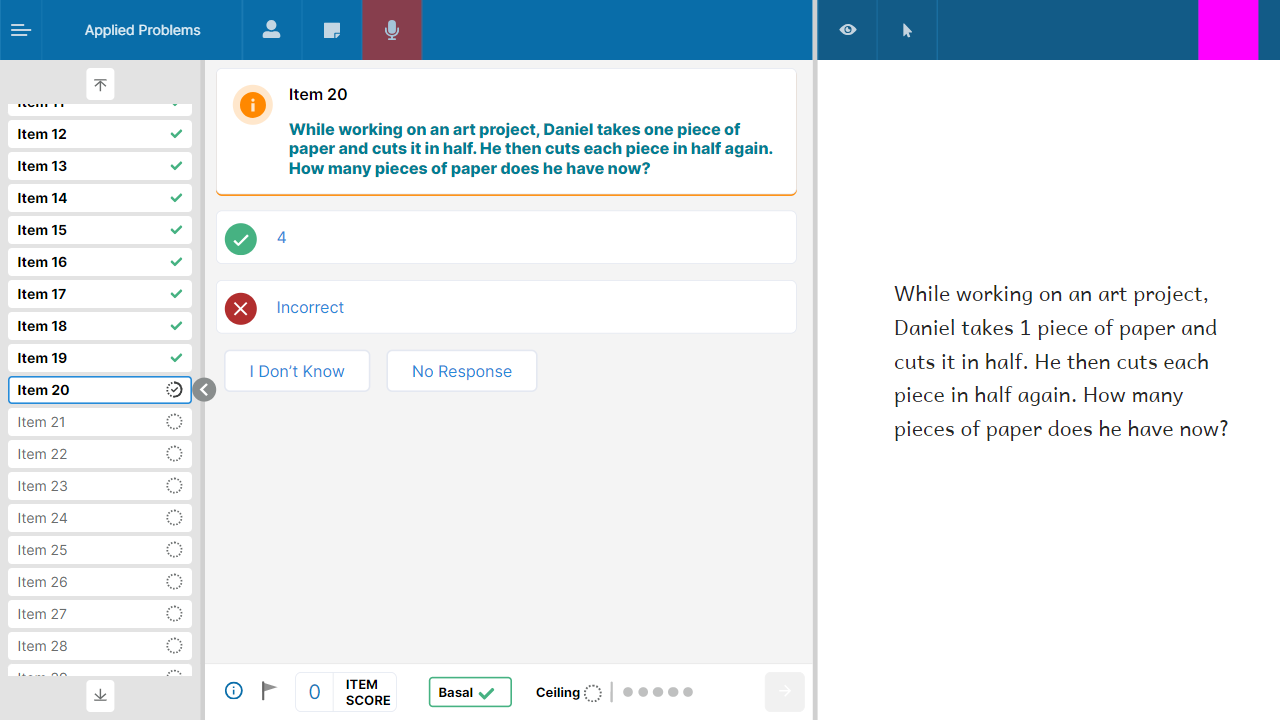 Applied Problems
Item 12
Item 13
Item 14
Item 15
Item 16
Item 17
Item 18
Item 19
Item 20
Item 21
Item 22
Item 23
Item 24
Item 25
Item 26
Item 27
Item 28
Item 20
While working on an art project, Daniel takes one piece of
paper and cuts it in half. He then cuts each piece in half again.
How many pieces of paper does he have now?
4
Incorrect
I Don't Know
No Response
0
ITEM
SCORE
Basal
Ceiling
While working on an art project,
Daniel takes 1 piece of paper and
cuts it in half. He then cuts each
piece in half again. How many
pieces of paper does he have now?